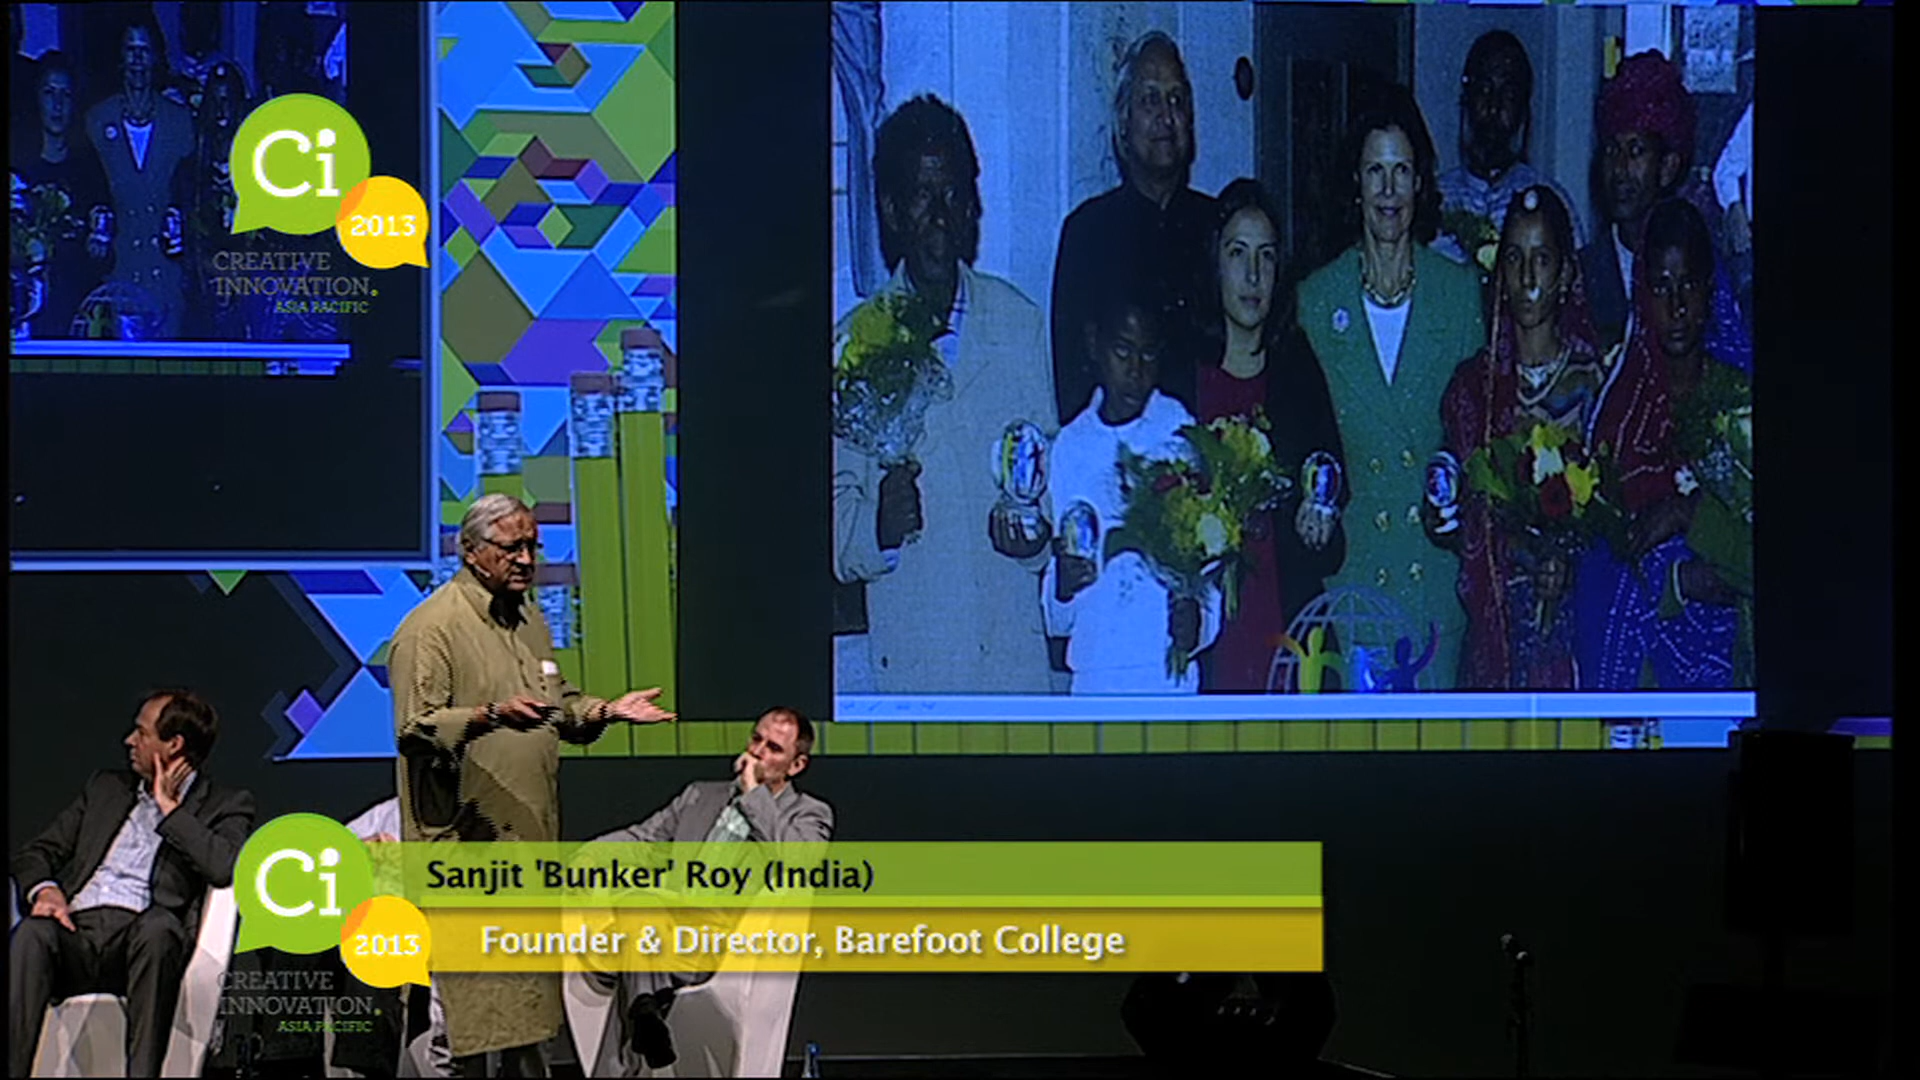 Ci
2013
CREATIVE
INNOVATION.
ASIA PACIFIC
Sanjit 'Bunker' Roy (India)
Founder & Director, Barefoot College
Ci
2013
CREATIVE
INNOVATION.
ASIA PACIFIC